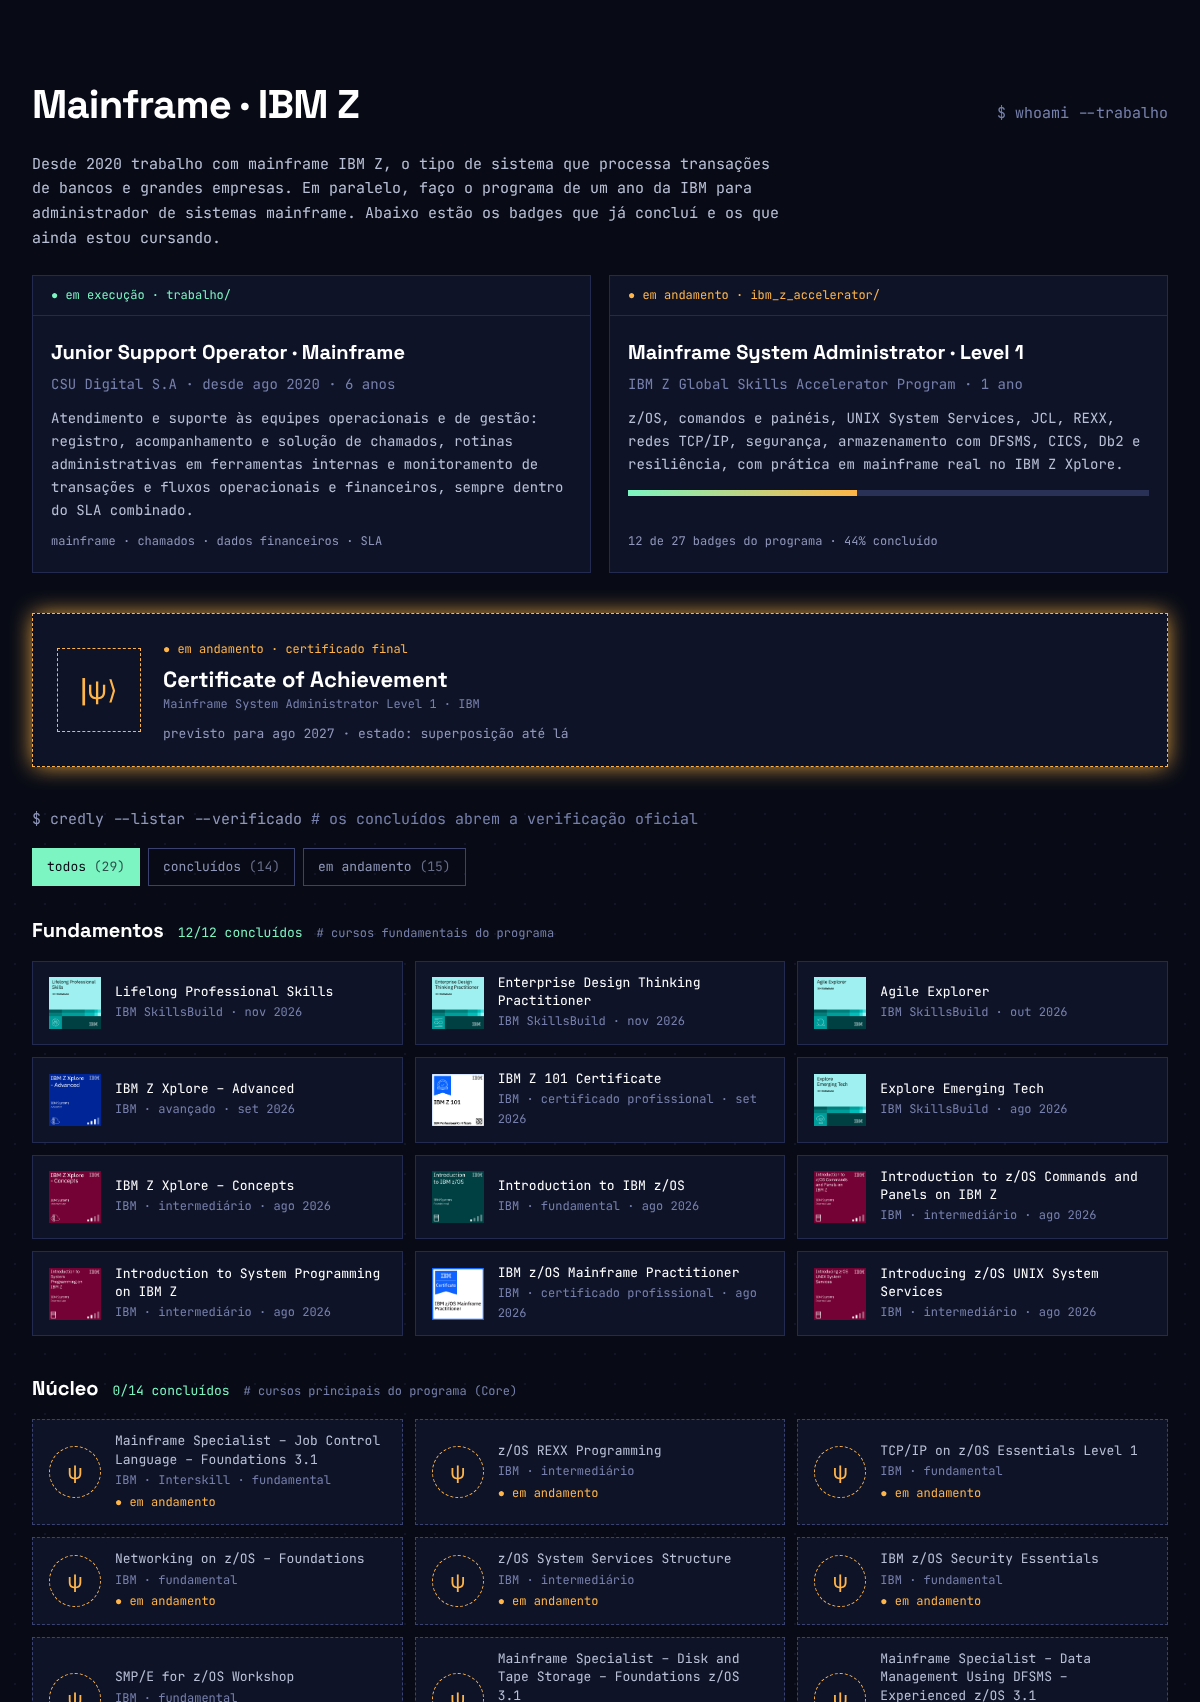 Mainframe · IBM Z
$ whoami --trabalho
Desde 2020 trabalho com mainframe IBM Z, o tipo de sistema que processa transações
de bancos e grandes empresas. Em paralelo, faço o programa de um ano da IBM para
administrador de sistemas mainframe. Abaixo estão os badges que já concluí e os que
ainda estou cursando.
● em execução · trabalho/
Junior Support Operator · Mainframe
CSU Digital S.A · desde ago 2020 · 6 anos
Atendimento e suporte às equipes operacionais e de gestão:
registro, acompanhamento e solução de chamados, rotinas
administrativas em ferramentas internas e monitoramento de
transações e fluxos operacionais e financeiros, sempre dentro
do SLA combinado.
mainframe · chamados · dados financeiros · SLA
● em andamento · ibm_z_accelerator/
Mainframe System Administrator · Level 1
IBM Z Global Skills Accelerator Program · 1 ano
z/OS, comandos e painéis, UNIX System Services, JCL, REXX,
redes TCP/IP, segurança, armazenamento com DFSMS, CICS, Db2 e
resiliência, com prática em mainframe real no IBM Z Xplore.
12 de 27 badges do programa · 44% concluído
|ψ⟩
● em andamento · certificado final
Certificate of Achievement
Mainframe System Administrator Level 1 · IBM
previsto para ago 2027 · estado: superposição até lá
$ credly --listar --verificado # os concluídos abrem a verificação oficial
todos (29)
concluídos (14)
em andamento (15)
Fundamentos 12/12 concluídos # cursos fundamentais do programa
Lifelong Professional Skills
IBM SkillsBuild · nov 2026
Enterprise Design Thinking
Practitioner
IBM SkillsBuild · nov 2026
Agile Explorer
IBM SkillsBuild · out 2026
IBM Z Xplore – Advanced
IBM · avançado · set 2026
IBM Z 101 Certificate
IBM · certificado profissional · set
2026
Explore Emerging Tech
IBM SkillsBuild · ago 2026
IBM Z Xplore – Concepts
IBM · intermediário · ago 2026
Introduction to IBM z/OS
IBM · fundamental · ago 2026
Introduction to z/OS Commands and
Panels on IBM Z
IBM · intermediário · ago 2026
Introduction to System Programming
on IBM Z
IBM · intermediário · ago 2026
IBM z/OS Mainframe Practitioner
IBM · certificado profissional · ago
2026
Introducing z/OS UNIX System
Services
IBM · intermediário · ago 2026
Núcleo 0/14 concluídos # cursos principais do programa (Core)
ψ
Mainframe Specialist – Job Control
Language – Foundations 3.1
IBM · Interskill · fundamental
● em andamento
ψ
z/OS REXX Programming
IBM · intermediário
● em andamento
ψ
TCP/IP on z/OS Essentials Level 1
IBM · fundamental
● em andamento
ψ
Networking on z/OS – Foundations
IBM · fundamental
● em andamento
ψ
z/OS System Services Structure
IBM · intermediário
● em andamento
ψ
IBM z/OS Security Essentials
IBM · fundamental
● em andamento
ψ
SMP/E for z/OS Workshop
IBM · fundamental
ψ
Mainframe Specialist – Disk and
Tape Storage – Foundations z/OS
3.1
ψ
Mainframe Specialist – Data
Management Using DFSMS –
Experienced z/OS 3.1